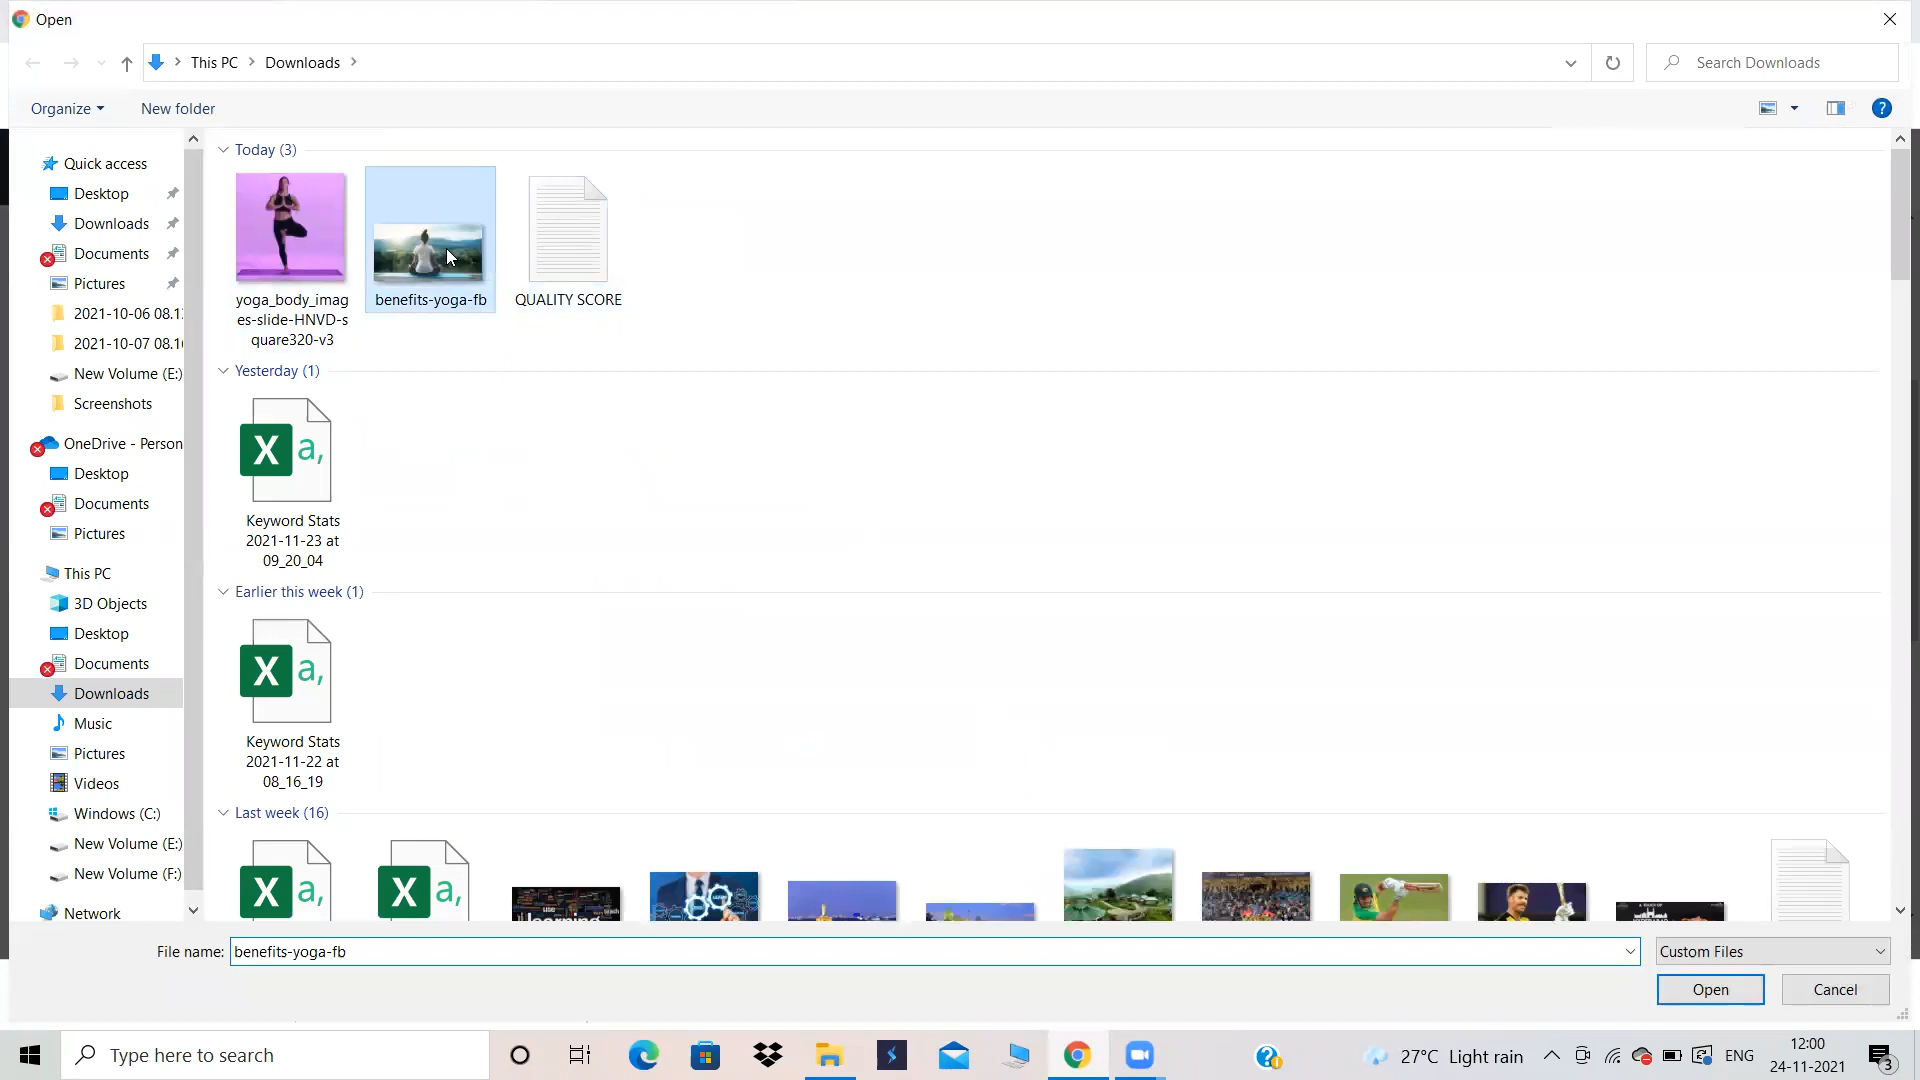 Open
This PC
Downloads
Search Downloads
Organize
New folder
Quick access
Desktop
Downloads
Documents
Pictures
2021-10-06 08.1
2021-10-07 08.1
New Volume (E:)
Screenshots
OneDrive - Person
Desktop
Documents
Pictures
This PC
3D Objects
Desktop
Documents
Downloads
Music
Pictures
Videos
Windows (C:)
New Volume (E:)
New Volume (F:)
Network
Today (3)
yoga_body_imag
es-slide-HNVD-s
quare320-v3
benefits-yoga-fb
QUALITY SCORE
Yesterday (1)
X a,
Keyword Stats
2021-11-23 at
09_20_04
Earlier this week (1)
X a,
Keyword Stats
2021-11-22 at
08_16_19
Last week (16)
X a,
X a,
File name:
benefits-yoga-fb
Custom Files
Open
Cancel
Type here to search
27°C Light rain
ENG
12:00
24-11-2021
3